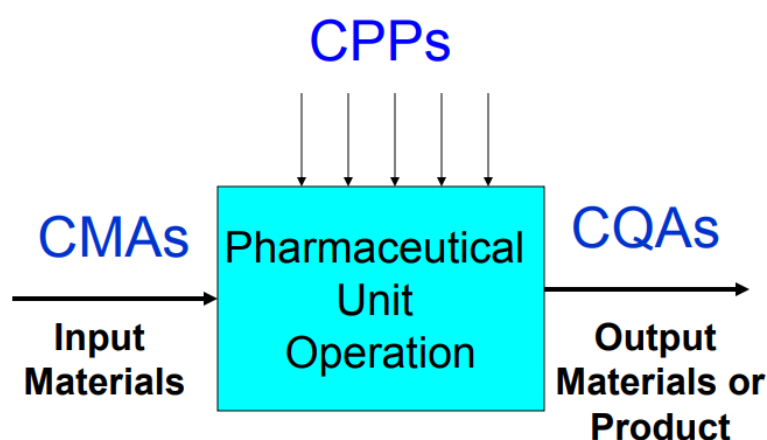 CPPs
CMAs
Input
Materials
Pharmaceutical
Unit
Operation
CQAs
Output
Materials or
Product